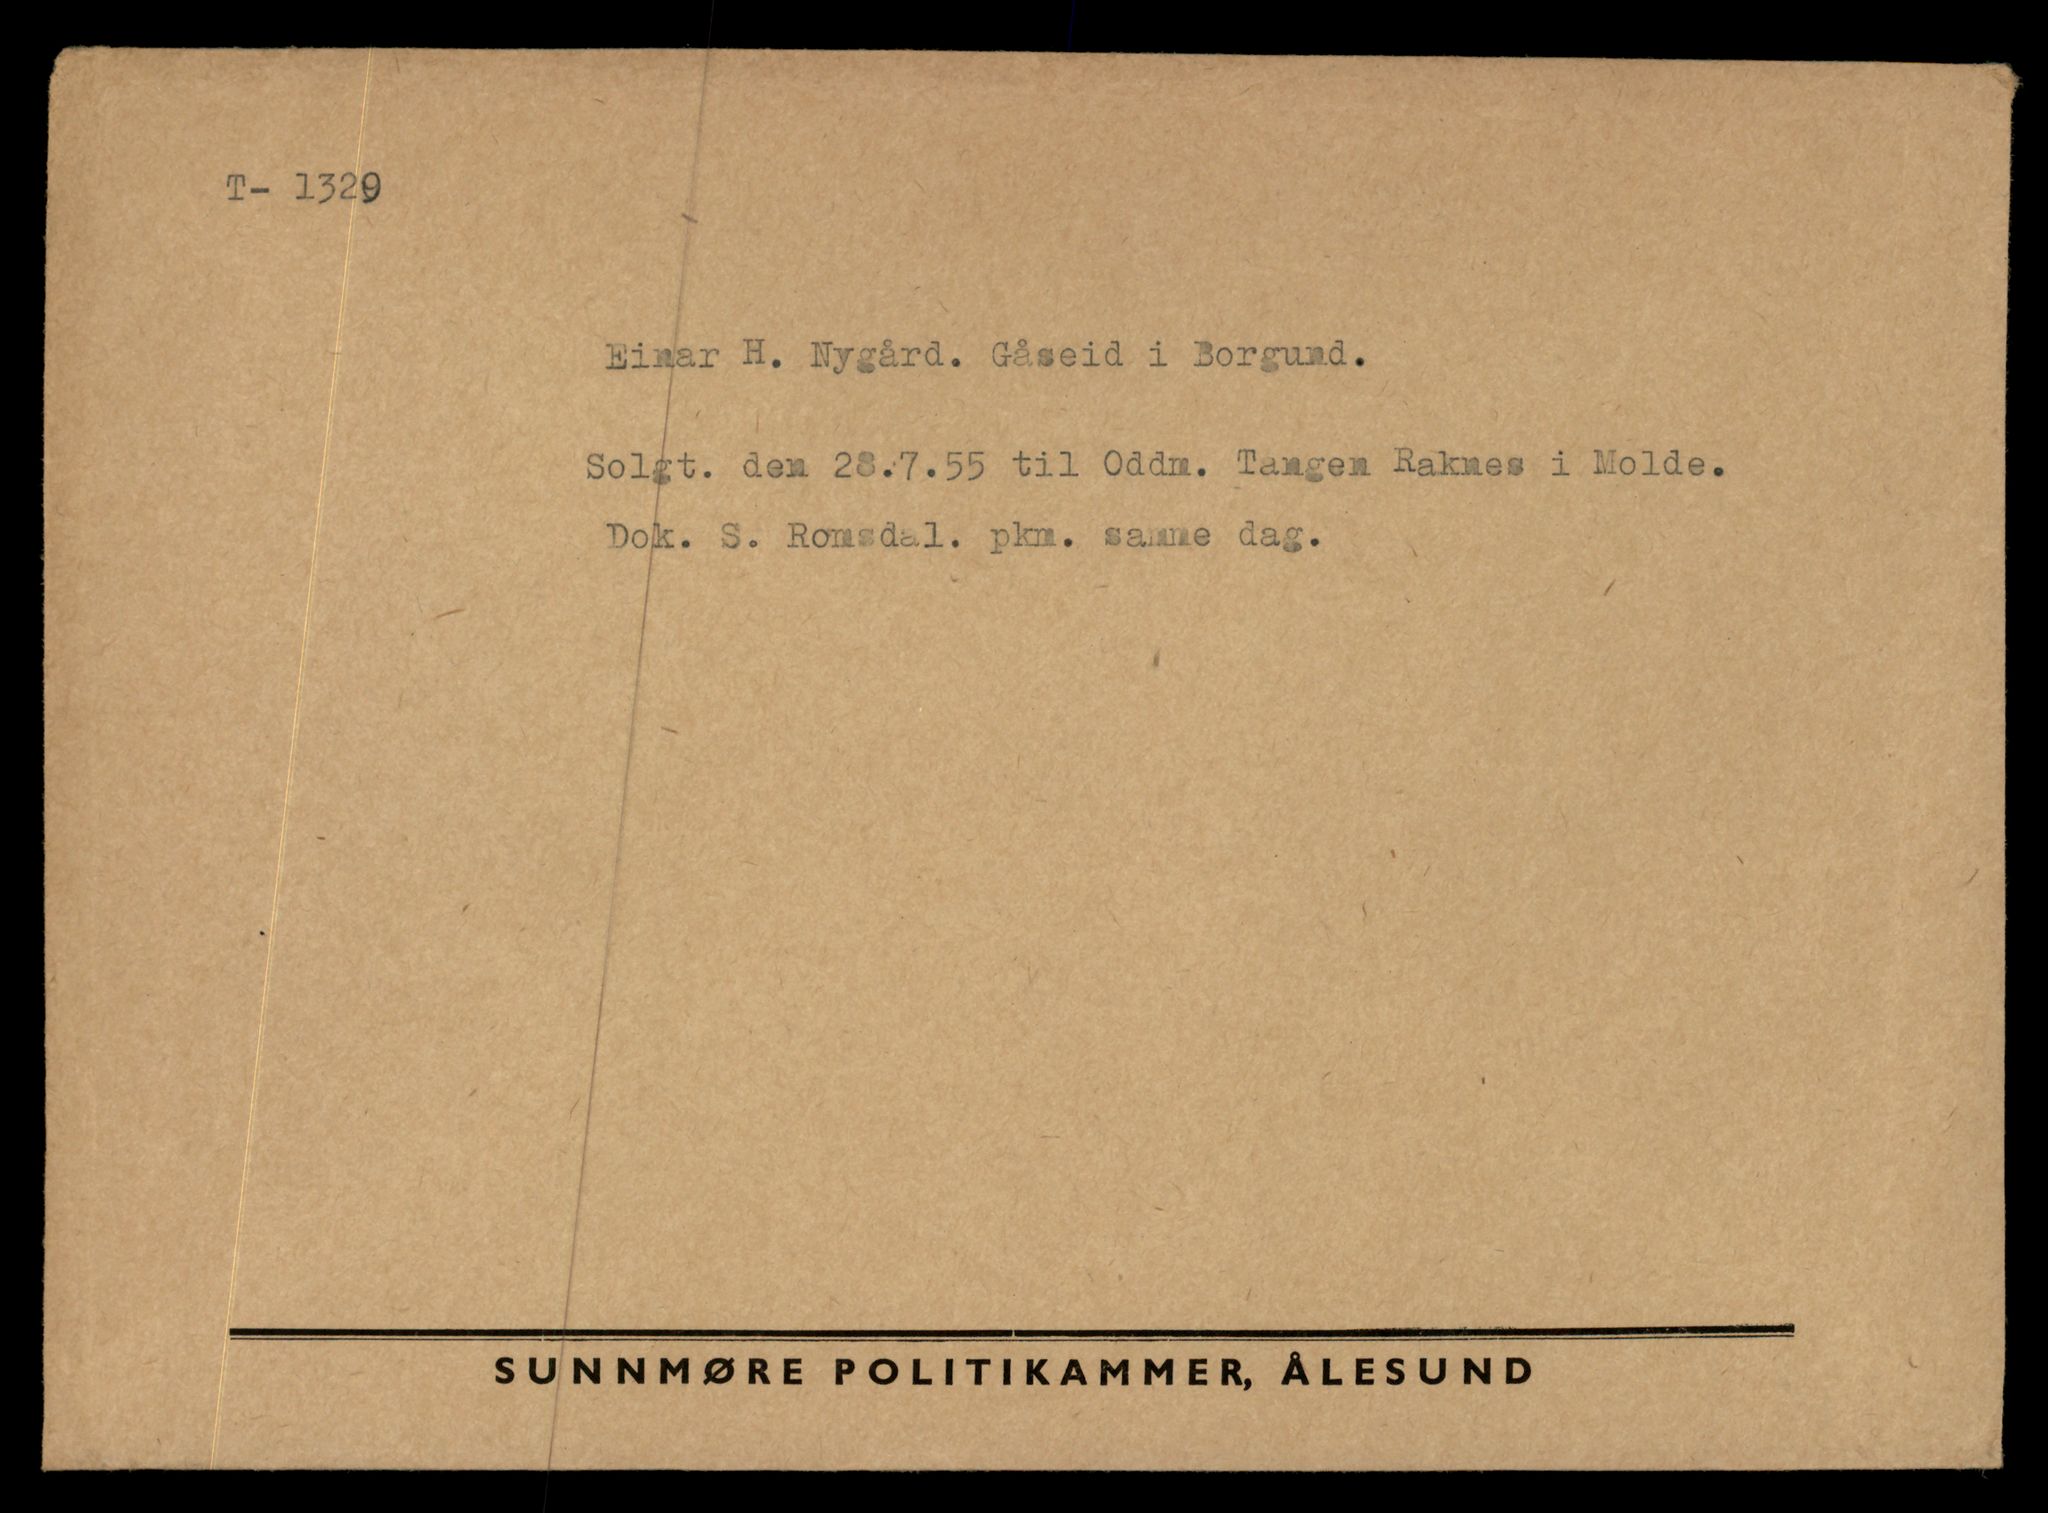 T- 1329
Einar H. Nygård. Gåseid i Borgund.
Solgt. den 28.7.55 til Oddm. Tangen Raknes i Molde.
Dok. S. Romsdal. pkm. samme dag.
SUNNMØRE POLITIKAMMER, ÅLESUND